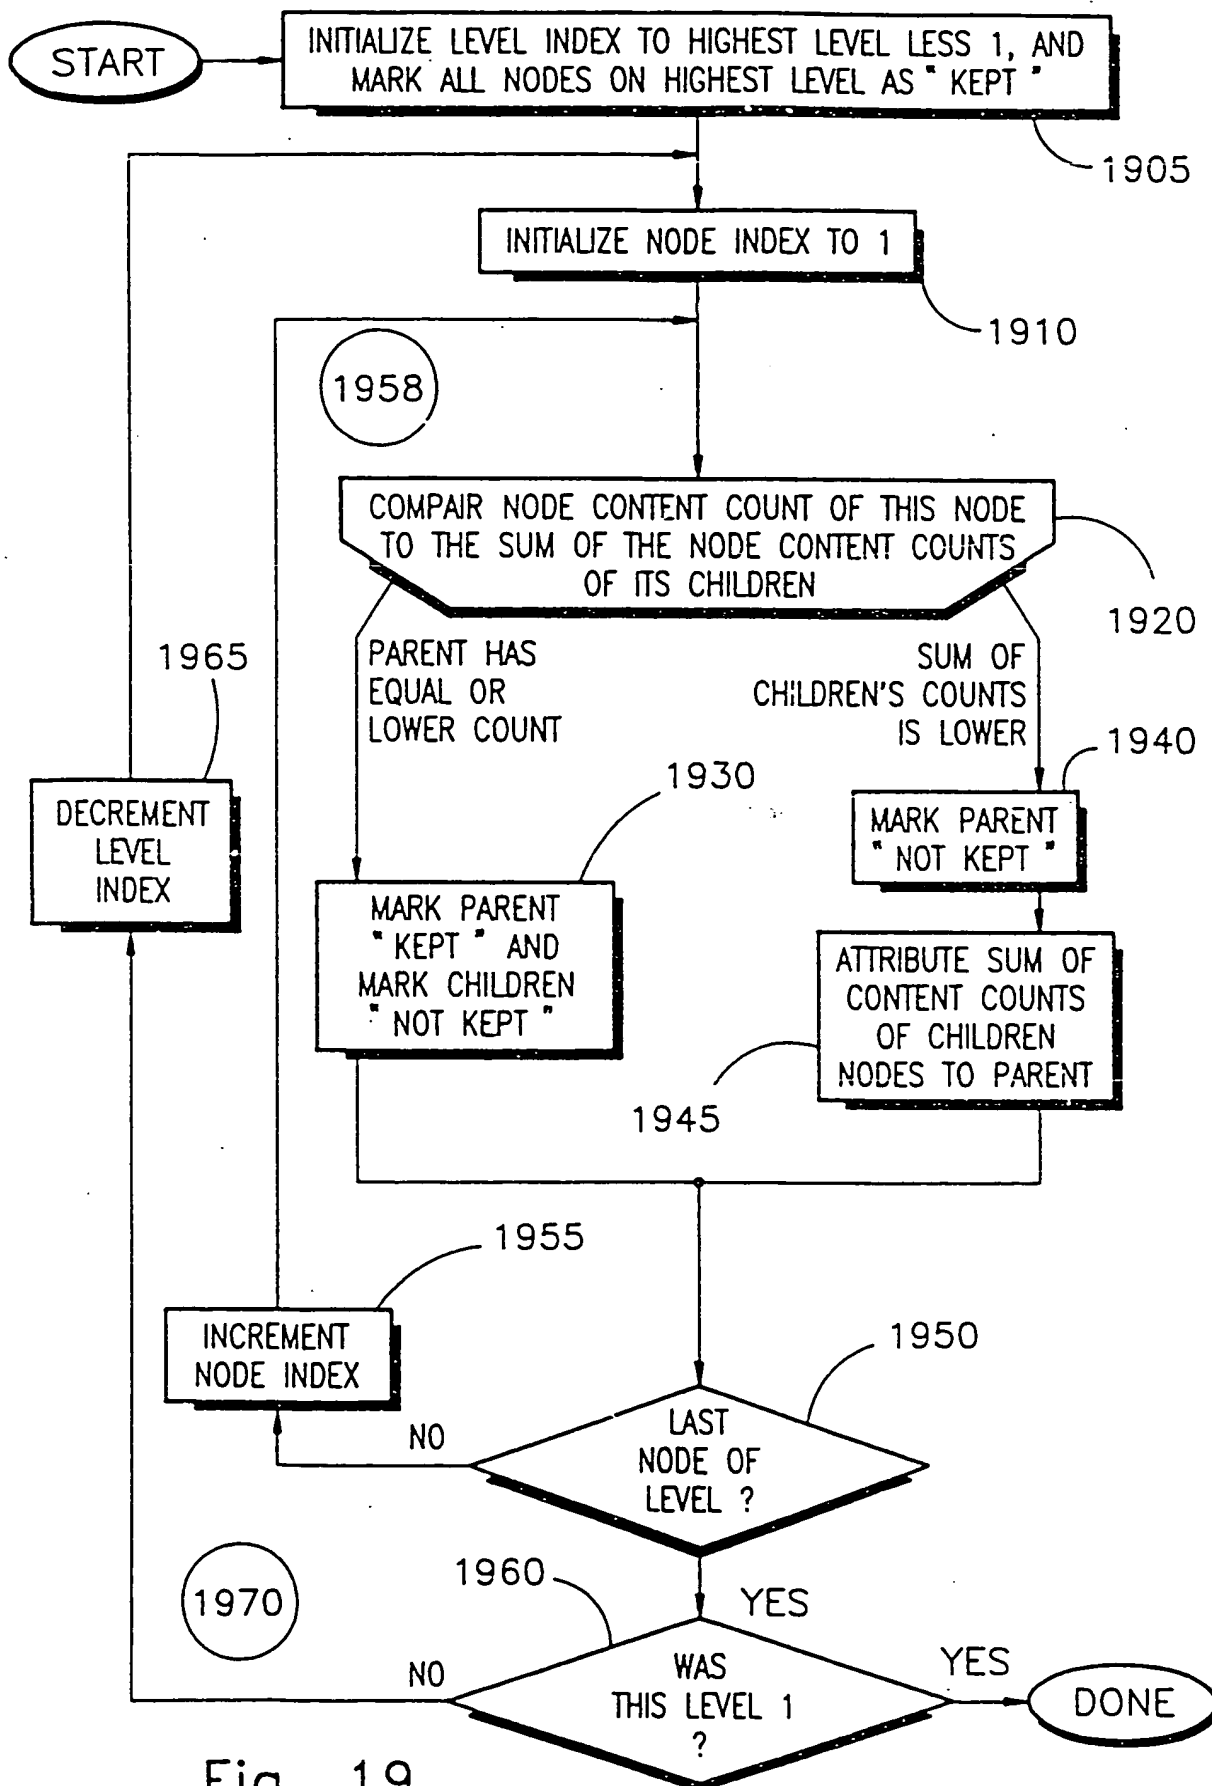 START
INITIALIZE LEVEL INDEX TO HIGHEST LEVEL LESS 1, AND
MARK ALL NODES ON HIGHEST LEVEL AS "KEPT"
1905
INITIALIZE NODE INDEX TO 1
1910
1958
COMPAIR NODE CONTENT COUNT OF THIS NODE
TO THE SUM OF THE NODE CONTENT COUNTS
OF ITS CHILDREN
1920
PARENT HAS
EQUAL OR
LOWER COUNT
SUM OF
CHILDREN'S COUNTS
IS LOWER
1965
DECREMENT
LEVEL
INDEX
1930
MARK PARENT
"KEPT" AND
MARK CHILDREN
"NOT KEPT"
1940
MARK PARENT
"NOT KEPT"
ATTRIBUTE SUM OF
CONTENT COUNTS
OF CHILDREN
NODES TO PARENT
1945
1955
INCREMENT
NODE INDEX
1950
LAST
NODE OF
LEVEL ?
NO
YES
1960
1970
WAS
THIS LEVEL 1
?
NO
YES
DONE
Fig. 19